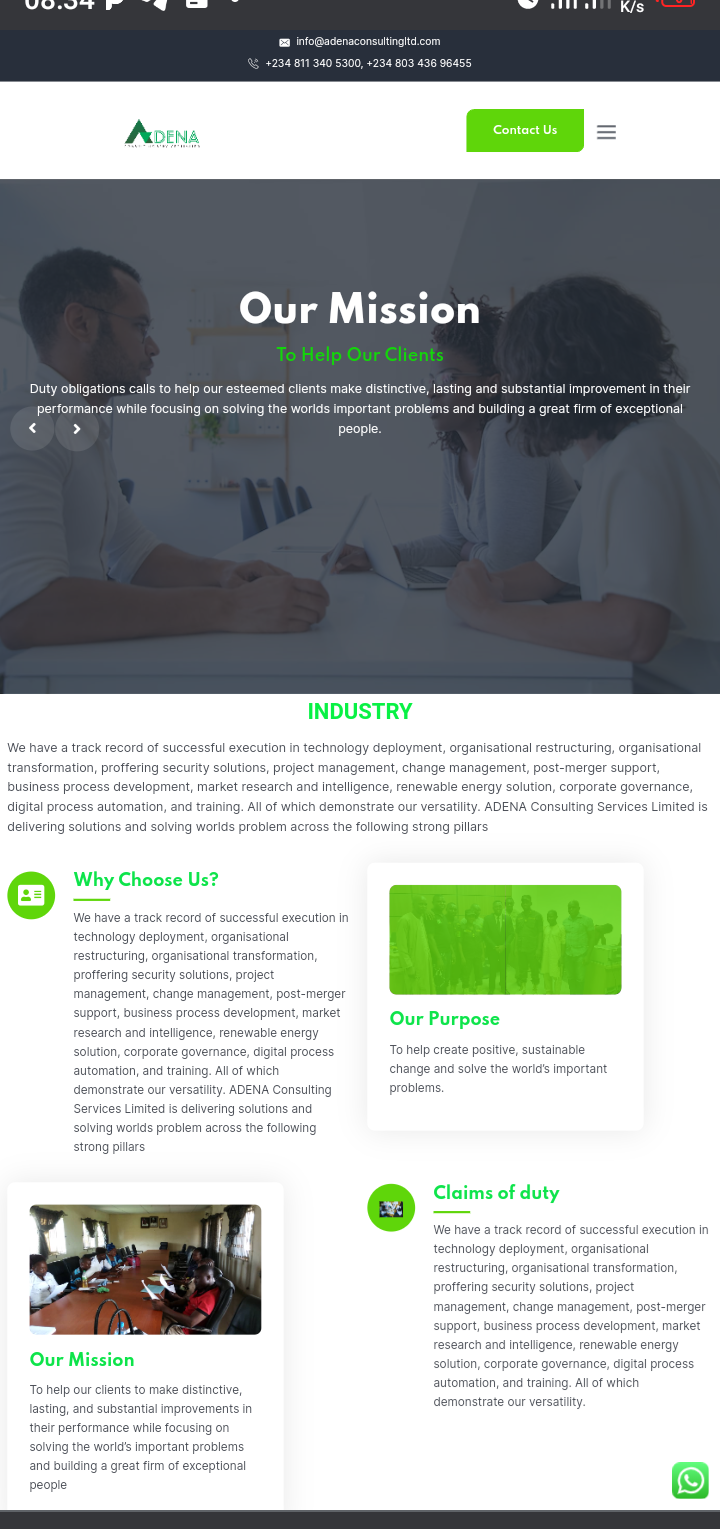 08:34
K/s
info@adenaconsultingltd.com
+234 811 340 5300, +234 803 436 96455
ADENA
Contact Us
Our Mission
To Help Our Clients
Duty obligations calls to help our esteemed clients make distinctive, lasting and substantial improvement in their
performance while focusing on solving the worlds important problems and building a great firm of exceptional
people.
INDUSTRY
We have a track record of successful execution in technology deployment, organisational restructuring, organisational
transformation, proffering security solutions, project management, change management, post-merger support,
business process development, market research and intelligence, renewable energy solution, corporate governance,
digital process automation, and training. All of which demonstrate our versatility. ADENA Consulting Services Limited is
delivering solutions and solving worlds problem across the following strong pillars
Why Choose Us?
We have a track record of successful execution in
technology deployment, organisational
restructuring, organisational transformation,
proffering security solutions, project
management, change management, post-merger
support, business process development, market
research and intelligence, renewable energy
solution, corporate governance, digital process
automation, and training. All of which
demonstrate our versatility. ADENA Consulting
Services Limited is delivering solutions and
solving worlds problem across the following
strong pillars
Our Purpose
To help create positive, sustainable
change and solve the world's important
problems.
Our Mission
To help our clients to make distinctive,
lasting, and substantial improvements in
their performance while focusing on
solving the world's important problems
and building a great firm of exceptional
people
Claims of duty
We have a track record of successful execution in
technology deployment, organisational
restructuring, organisational transformation,
proffering security solutions, project
management, change management, post-merger
support, business process development, market
research and intelligence, renewable energy
solution, corporate governance, digital process
automation, and training. All of which
demonstrate our versatility.